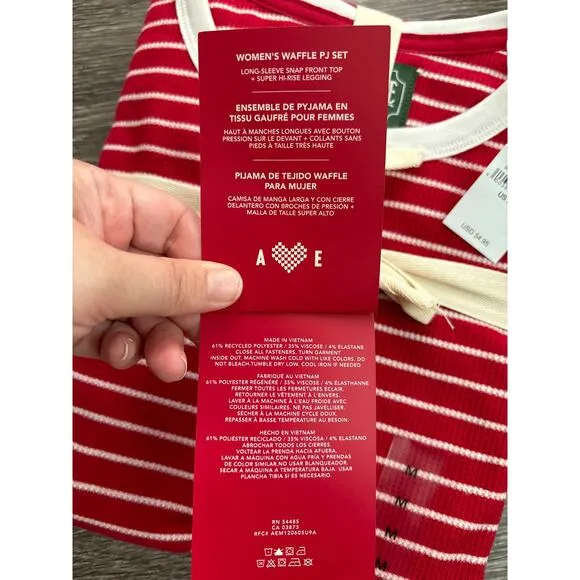 WOMEN'S WAFFLE PJ SET
LONG-SLEEVE SNAP FRONT TOP
+ SUPER HI-RISE LEGGING
ENSEMBLE DE PYJAMA EN
TISSU GAUFRÉ POUR FEMMES
HAUT À MANCHES LONGUES AVEC BOUTON
PRESSION SUR LE DEVANT + COLLANTS SANS
PIEDS À TAILLE TRÈS HAUTE
PIJAMA DE TEJIDO WAFFLE
PARA MUJER
CAMISA DE MANGA LARGA Y CON CIERRE
DELANTERO CON BROCHES DE PRESIÓN +
MALLA DE TALLE SÚPER ALTO
A E
MADE IN VIETNAM
61% RECYCLED POLYESTER / 35% VISCOSE / 4% ELASTANE
CLOSE ALL FASTENERS. TURN GARMENT
INSIDE OUT. MACHINE WASH COLD WITH LIKE COLORS. DO
NOT BLEACH.TUMBLE DRY LOW. COOL IRON IF NEEDED
FABRIQUÉ AU VIETNAM
61% POLYESTER RÉGÉNÉRÉ / 35% VISCOSE / 4% ÉLASTHANNE
FERMER TOUTES LES FERMETURES ÉCLAIR.
RETOURNER LE VÊTEMENT À L'ENVERS.
LAVER À LA MACHINE À L'EAU FROIDE AVEC
COULEURS SIMILAIRES. NE PAS JAVELLISER.
SÉCHER À LA MACHINE CYCLE DOUX.
REPASSER À BASSE TEMPÉRATURE AU BESOIN.
HECHO EN VIETNAM
61% POLIÉSTER RECICLADO / 35% VISCOSA / 4% ELASTANO
ABROCHAR TODOS LOS CIERRES.
VOLTEAR LA PRENDA HACIA AFUERA.
LAVAR A MÁQUINA CON AGUA FRÍA Y CON PRENDAS
DE COLOR SIMILAR.NO USAR BLANQUEADOR.
SECAR A MÁQUINA A TEMPERATURA BAJA. USAR
PLANCHA TIBIA SI ES NECESARIO.
RN 54485
CA 03873
RFC# AEM120605U9A
USD 54.95
M
M
M
M